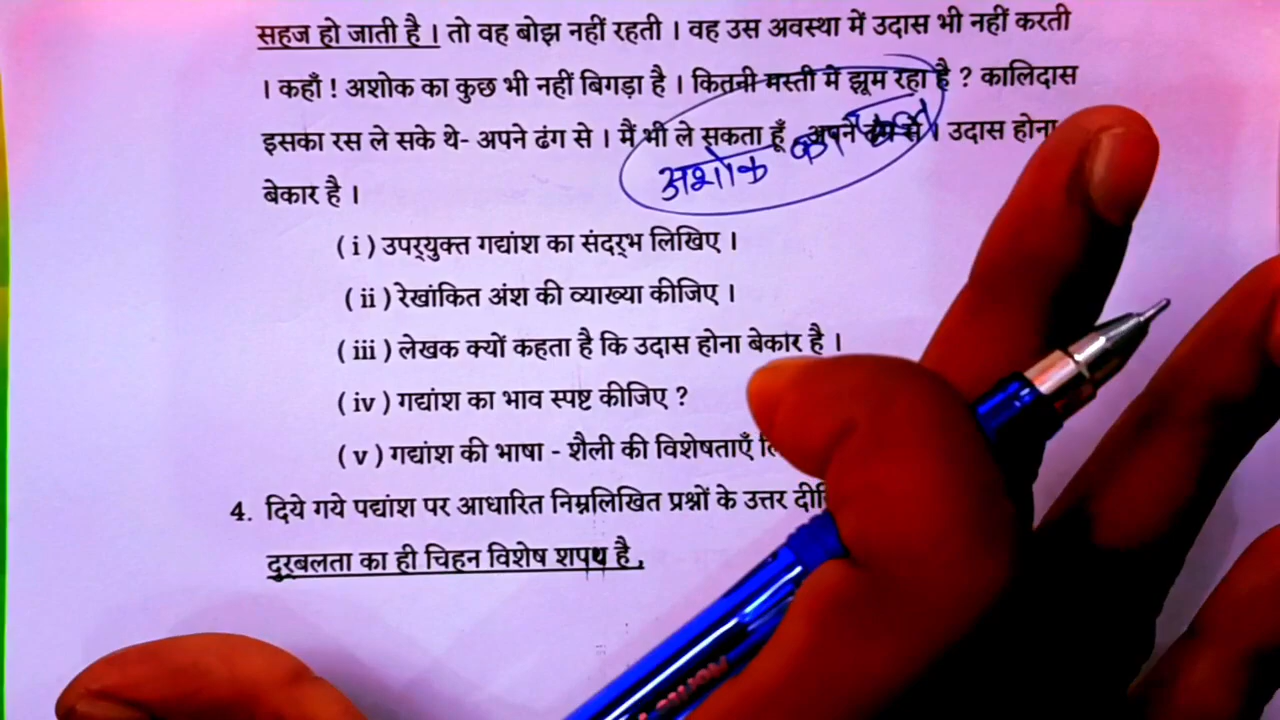 सहज हो जाती है । तो वह बोझ नहीं रहती । वह उस अवस्था में उदास भी नहीं करती
। कहाँ ! अशोक का कुछ भी नहीं बिगड़ा है । कितनी मस्ती मे झूम रहा है ? कालिदास
इसका रस ले सके थे- अपने ढंग से । मैं भी ले सकता हूँ अपने ढंग से । उदास होना
अशोक के फूल
बेकार है ।
( i ) उपर्युक्त गद्यांश का संदर्भ लिखिए ।
( ii ) रेखांकित अंश की व्याख्या कीजिए ।
( iii ) लेखक क्यों कहता है कि उदास होना बेकार है ।
( iv ) गद्यांश का भाव स्पष्ट कीजिए ?
( v ) गद्यांश की भाषा - शैली की विशेषताएँ
4. दिये गये पद्यांश पर आधारित निम्नलिखित प्रश्नों के उत्तर
दुर्बलता का ही चिहन विशेष शपथ है ,